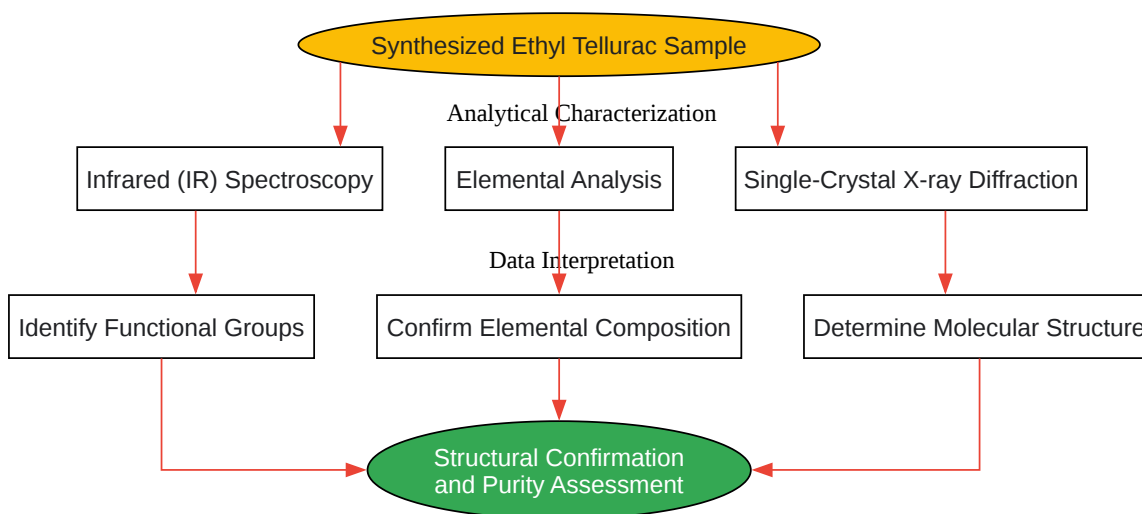 Synthesized Ethyl Tellurac Sample
Analytical Characterization
Infrared (IR) Spectroscopy
Elemental Analysis
Single-Crystal X-ray Diffraction
Data Interpretation
Identify Functional Groups
Confirm Elemental Composition
Determine Molecular Structure
Structural Confirmation
and Purity Assessment